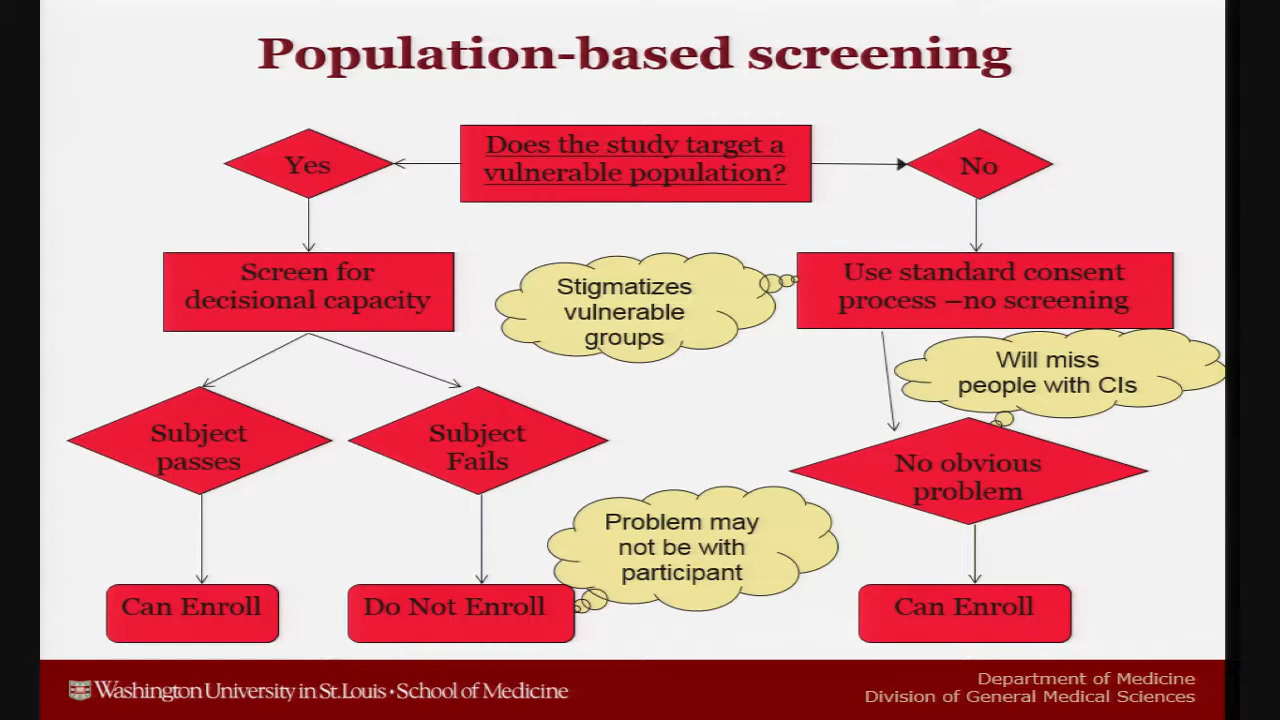 Population-based screening
Does the study target a
vulnerable population?
Yes
No
Screen for
decisional capacity
Stigmatizes
vulnerable
groups
Use standard consent
process –no screening
Will miss
people with CIs
Subject
passes
Subject
Fails
No obvious
problem
Problem may
not be with
participant
Can Enroll
Do Not Enroll
Can Enroll
Washington University in St. Louis • School of Medicine
Department of Medicine
Division of General Medical Sciences